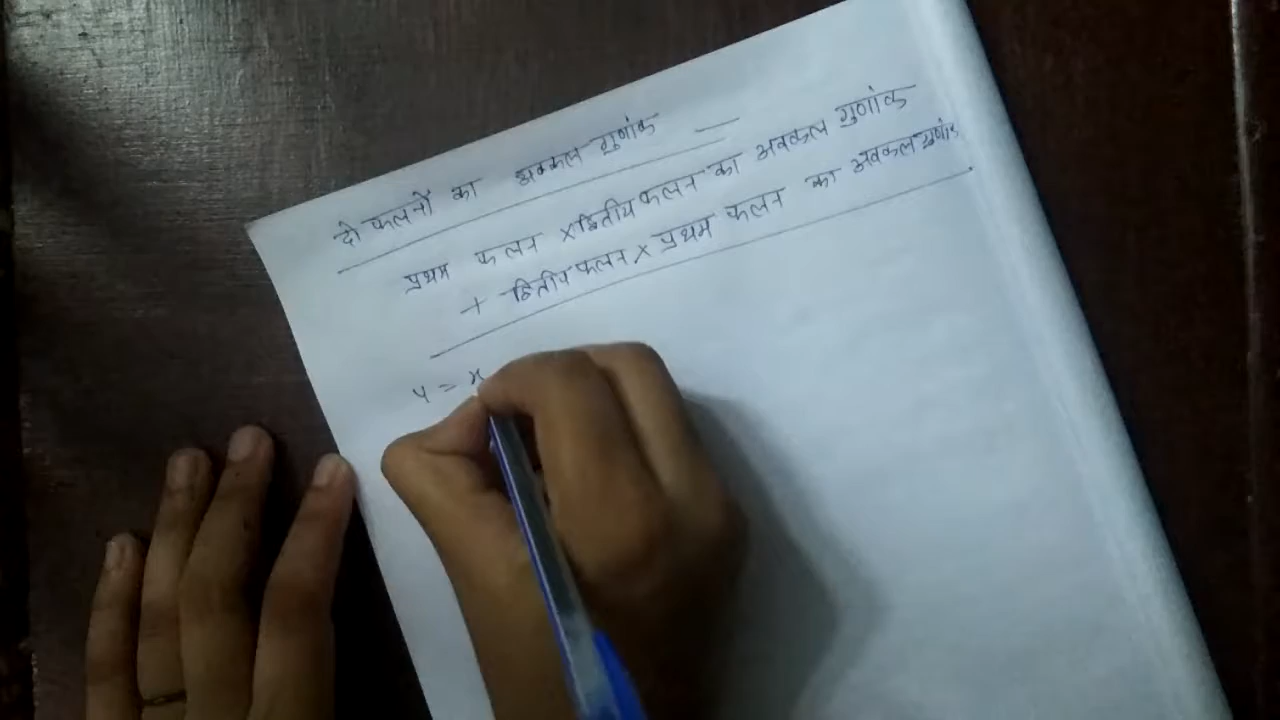 दो फलनों का अवकल गुणांक —
प्रथम फलन × द्वितीय फलन का अवकल गुणांक
+ द्वितीय फलन × प्रथम फलन का अवकल गुणांक
y = x